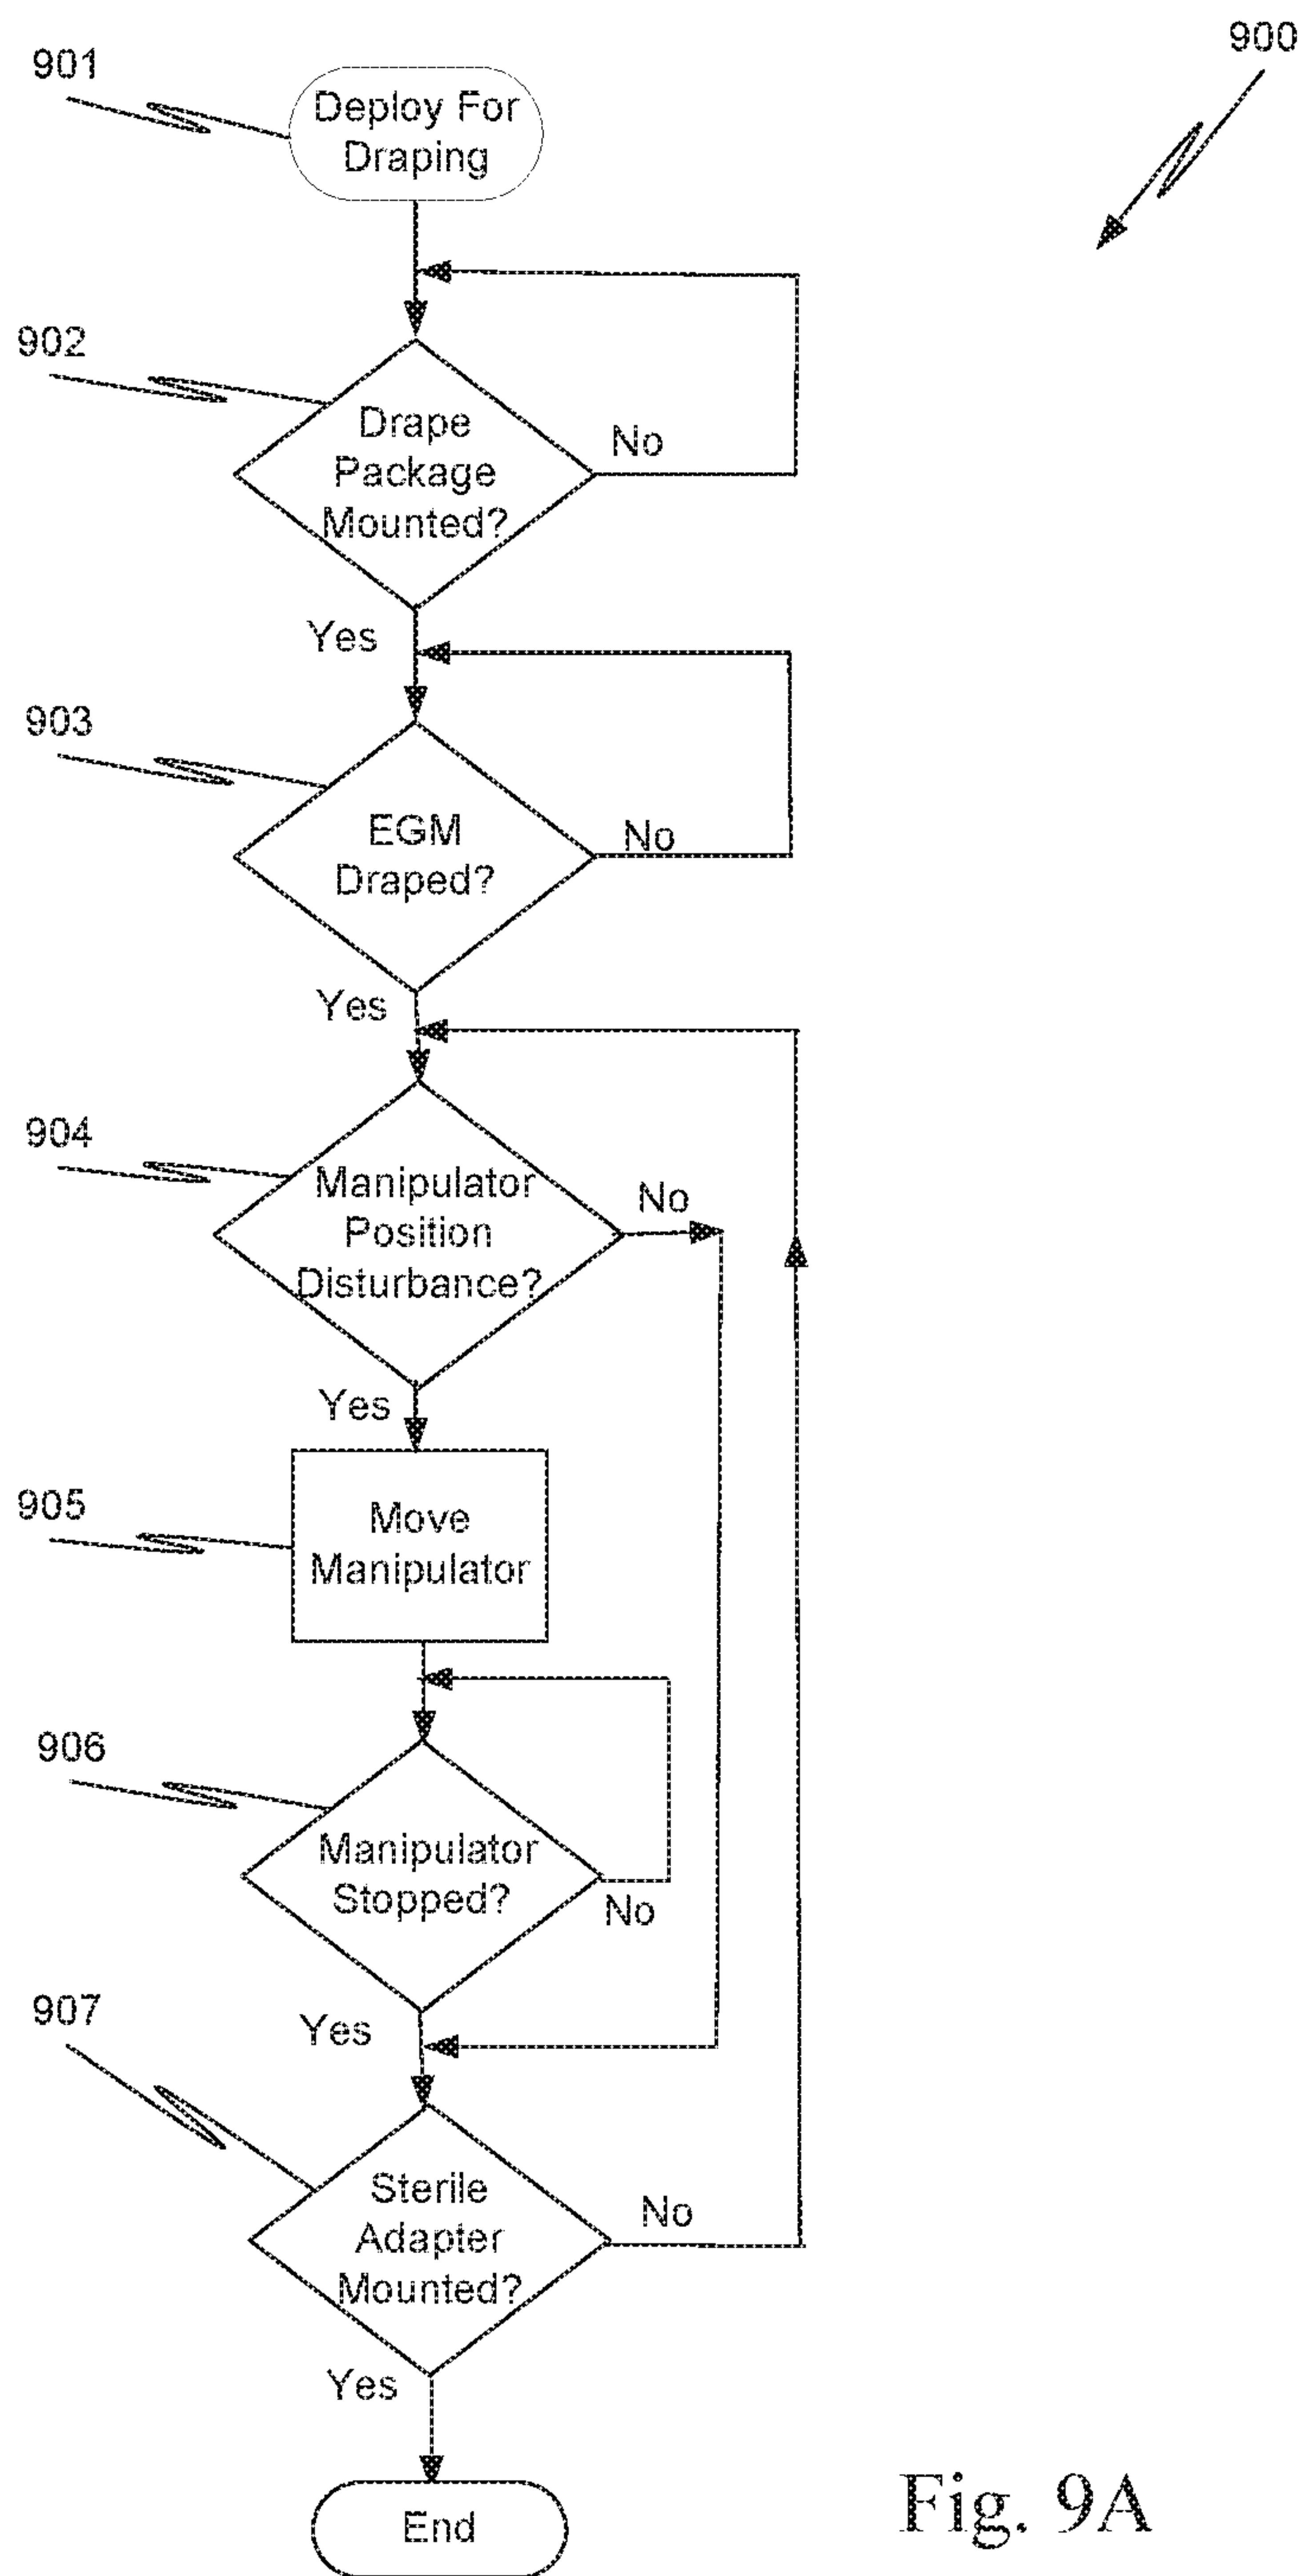 900
901
Deploy For
Draping
902
Drape
Package
Mounted?
No
Yes
903
EGM
Draped?
No
Yes
904
Manipulator
Position
Disturbance?
No
Yes
905
Move
Manipulator
906
Manipulator
Stopped?
No
Yes
907
Sterile
Adapter
Mounted?
No
Yes
End
Fig. 9A